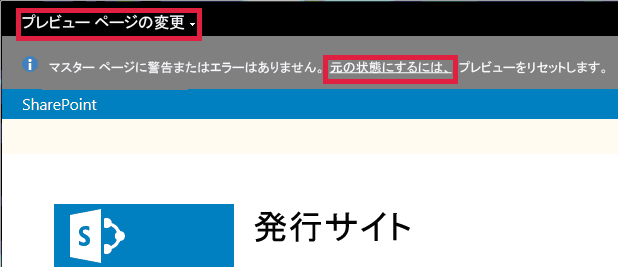 プレビュー ページの変更
マスター ページに警告またはエラーはありません。元の状態にするには、プレビューをリセットします。
SharePoint
S
発行サイト